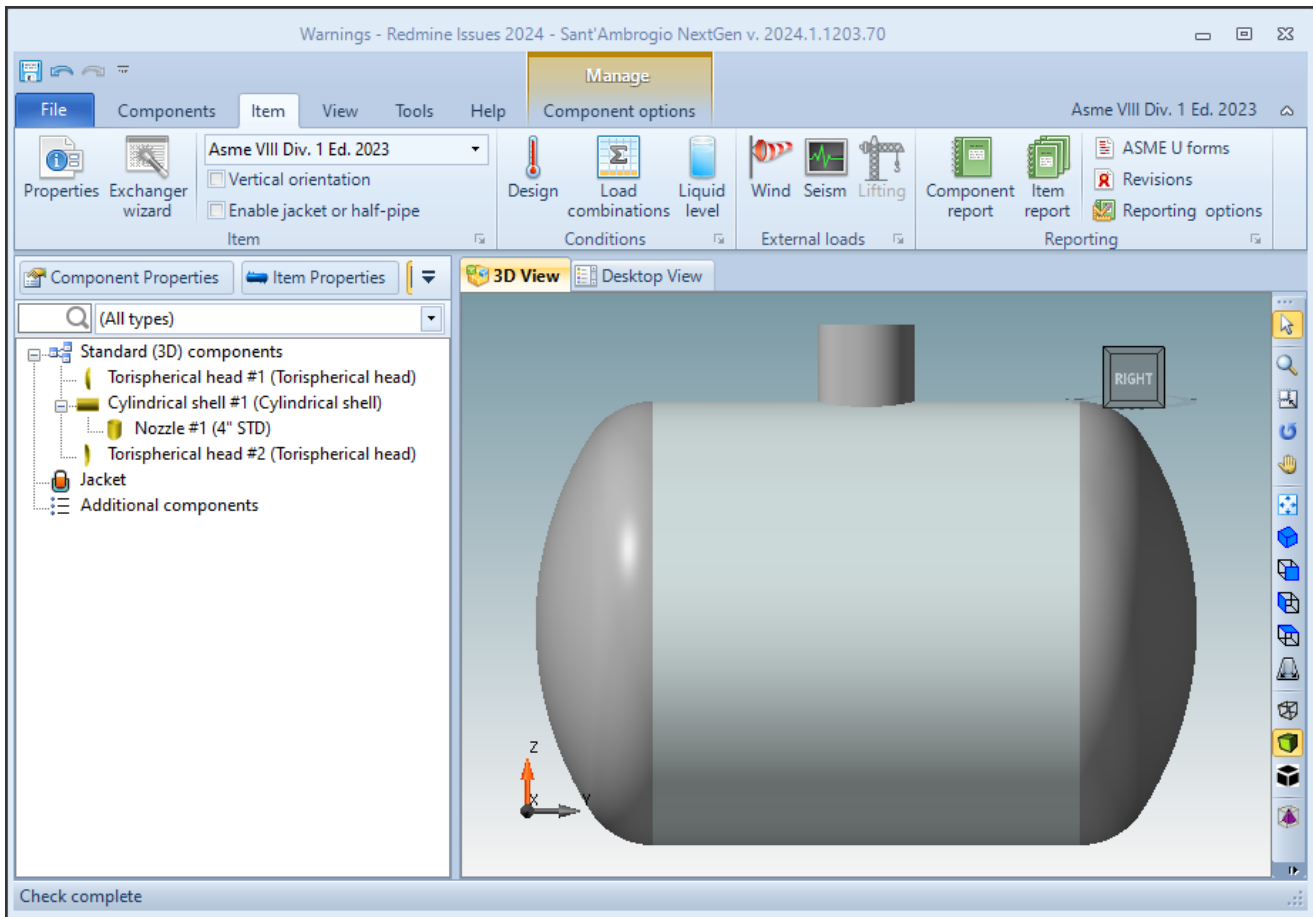 Warnings - Redmine Issues 2024 - Sant'Ambrogio NextGen v. 2024.1.1203.70
Manage
File Components Item View Tools Help Component options Asme VIII Div. 1 Ed. 2023
Properties
Exchanger wizard
Asme VIII Div. 1 Ed. 2023
Vertical orientation
Enable jacket or half-pipe
Item
Design
Load combinations
Liquid level
Conditions
Wind
Seism
Lifting
External loads
Component report
Item report
ASME U forms
Revisions
Reporting options
Reporting
Component Properties Item Properties
3D View Desktop View
(All types)
Standard (3D) components
Torispherical head #1 (Torispherical head)
Cylindrical shell #1 (Cylindrical shell)
Nozzle #1 (4" STD)
Torispherical head #2 (Torispherical head)
Jacket
Additional components
RIGHT
Z
X Y
Check complete